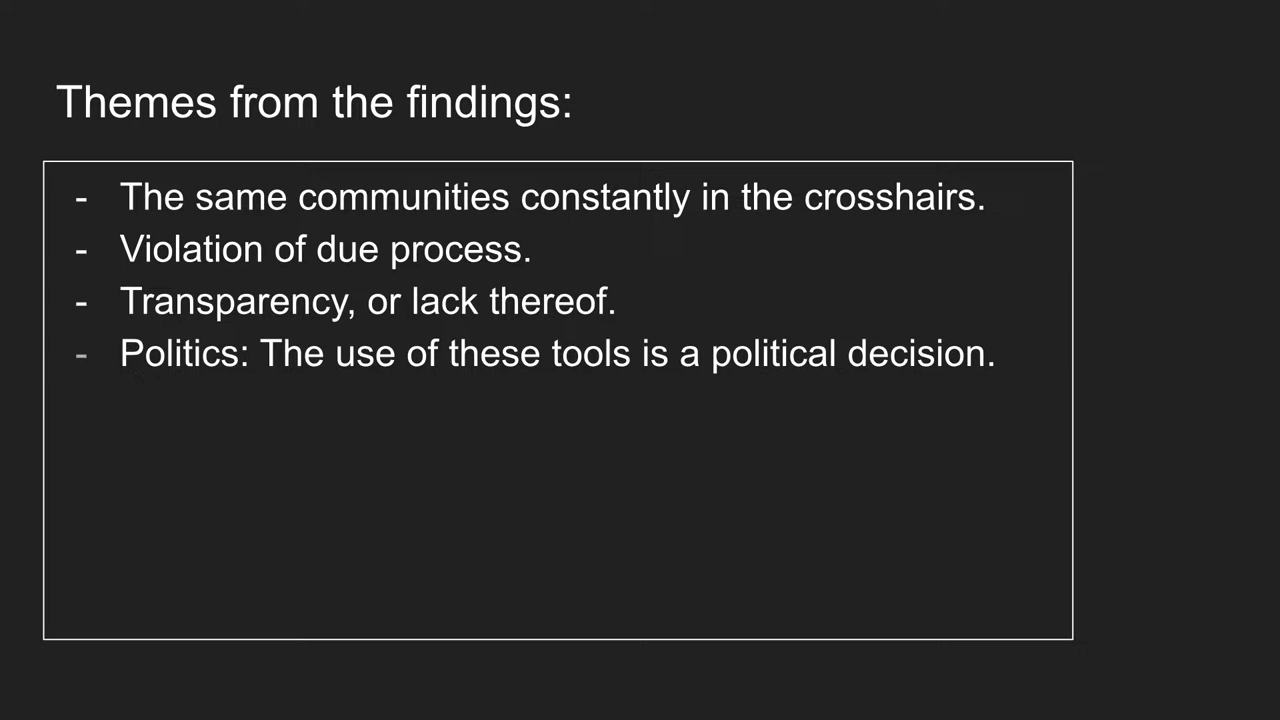 Themes from the findings:
- The same communities constantly in the crosshairs.
- Violation of due process.
- Transparency, or lack thereof.
- Politics: The use of these tools is a political decision.